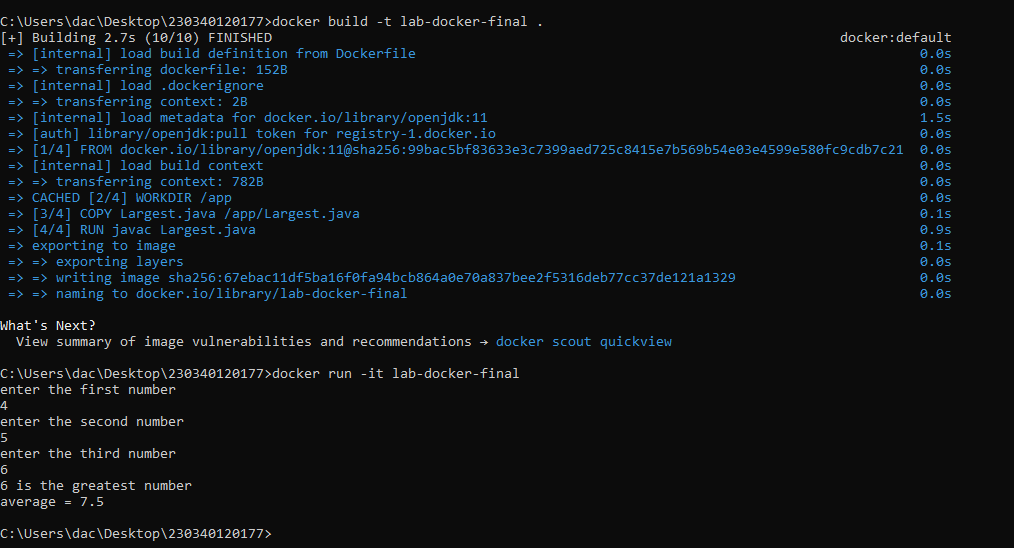 C:\Users\dac\Desktop\230340120177>docker build -t lab-docker-final .
[+] Building 2.7s (10/10) FINISHED docker:default
=> [internal] load build definition from Dockerfile 0.0s
=> => transferring dockerfile: 152B 0.0s
=> [internal] load .dockerignore 0.0s
=> => transferring context: 2B 0.0s
=> [internal] load metadata for docker.io/library/openjdk:11 1.5s
=> [auth] library/openjdk:pull token for registry-1.docker.io 0.0s
=> [1/4] FROM docker.io/library/openjdk:11@sha256:99bac5bf83633e3c7399aed725c8415e7b569b54e03e4599e580fc9cdb7c21 0.0s
=> [internal] load build context 0.0s
=> => transferring context: 782B 0.0s
=> CACHED [2/4] WORKDIR /app 0.0s
=> [3/4] COPY Largest.java /app/Largest.java 0.1s
=> [4/4] RUN javac Largest.java 0.9s
=> exporting to image 0.1s
=> => exporting layers 0.0s
=> => writing image sha256:67ebac11df5ba16f0fa94bcb864a0e70a837bee2f5316deb77cc37de121a1329 0.0s
=> => naming to docker.io/library/lab-docker-final 0.0s
What's Next?
View summary of image vulnerabilities and recommendations → docker scout quickview
C:\Users\dac\Desktop\230340120177>docker run -it lab-docker-final
enter the first number
4
enter the second number
5
enter the third number
6
6 is the greatest number
average = 7.5
C:\Users\dac\Desktop\230340120177>